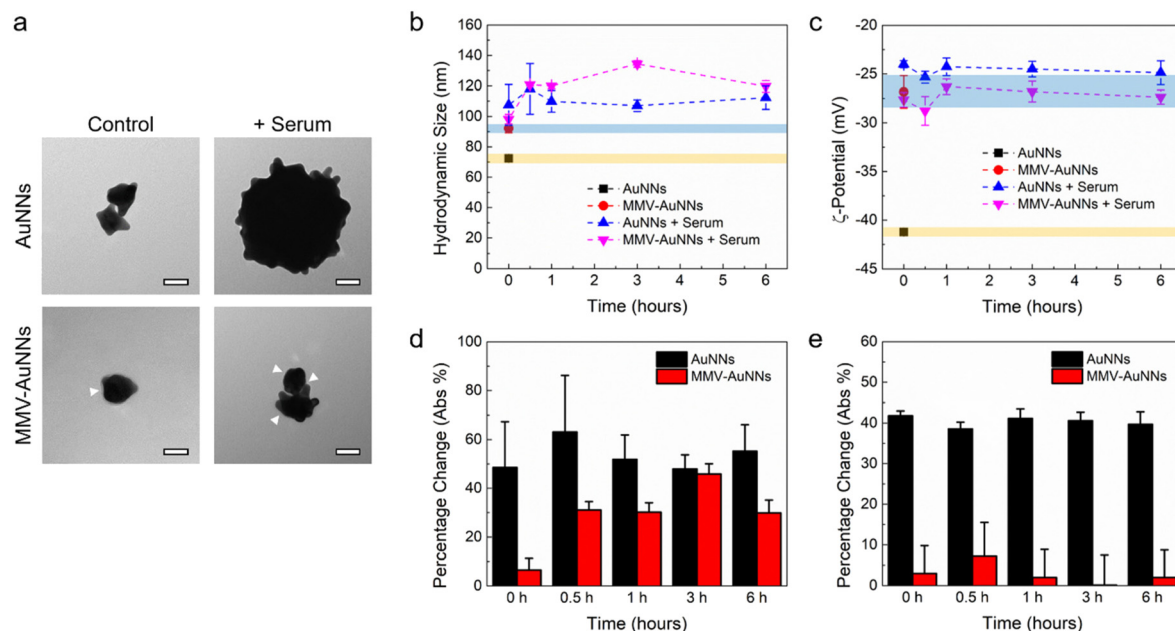 a
Control
+ Serum
AuNNs
MMV-AuNNs
b
Hydrodynamic Size (nm)
160
140
120
100
80
60
40
20
0
AuNNs
MMV-AuNNs
AuNNs + Serum
MMV-AuNNs + Serum
0 1 2 3 4 5 6
Time (hours)
c
ζ-Potential (mV)
-20
-25
-30
-35
-40
-45
AuNNs
MMV-AuNNs
AuNNs + Serum
MMV-AuNNs + Serum
0 1 2 3 4 5 6
Time (hours)
d
Percentage Change (Abs %)
100
80
60
40
20
0
AuNNs
MMV-AuNNs
0 h 0.5 h 1 h 3 h 6 h
Time (hours)
e
Percentage Change (Abs %)
60
50
40
30
20
10
0
AuNNs
MMV-AuNNs
0 h 0.5 h 1 h 3 h 6 h
Time (hours)